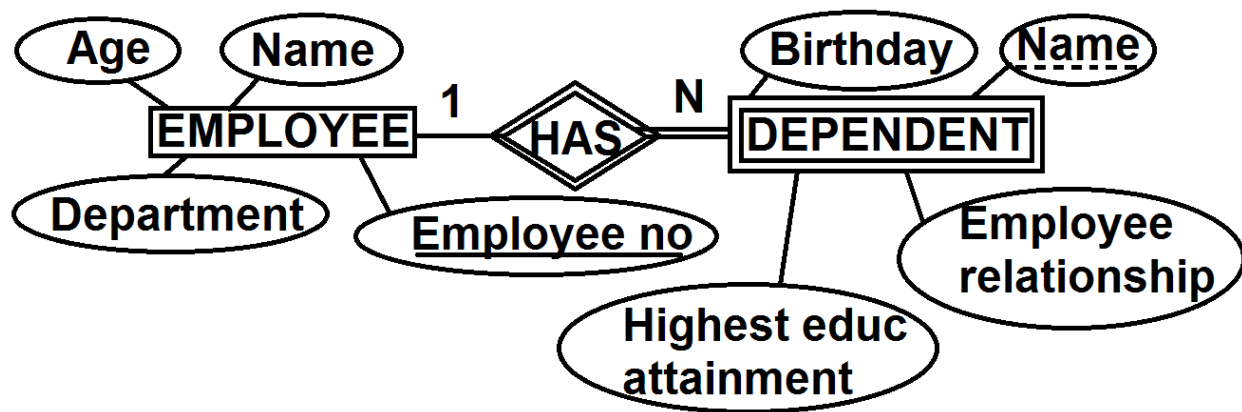 Age
Name
Birthday
Name
1
N
EMPLOYEE
HAS
DEPENDENT
Department
Employee no
Employee
relationship
Highest educ
attainment